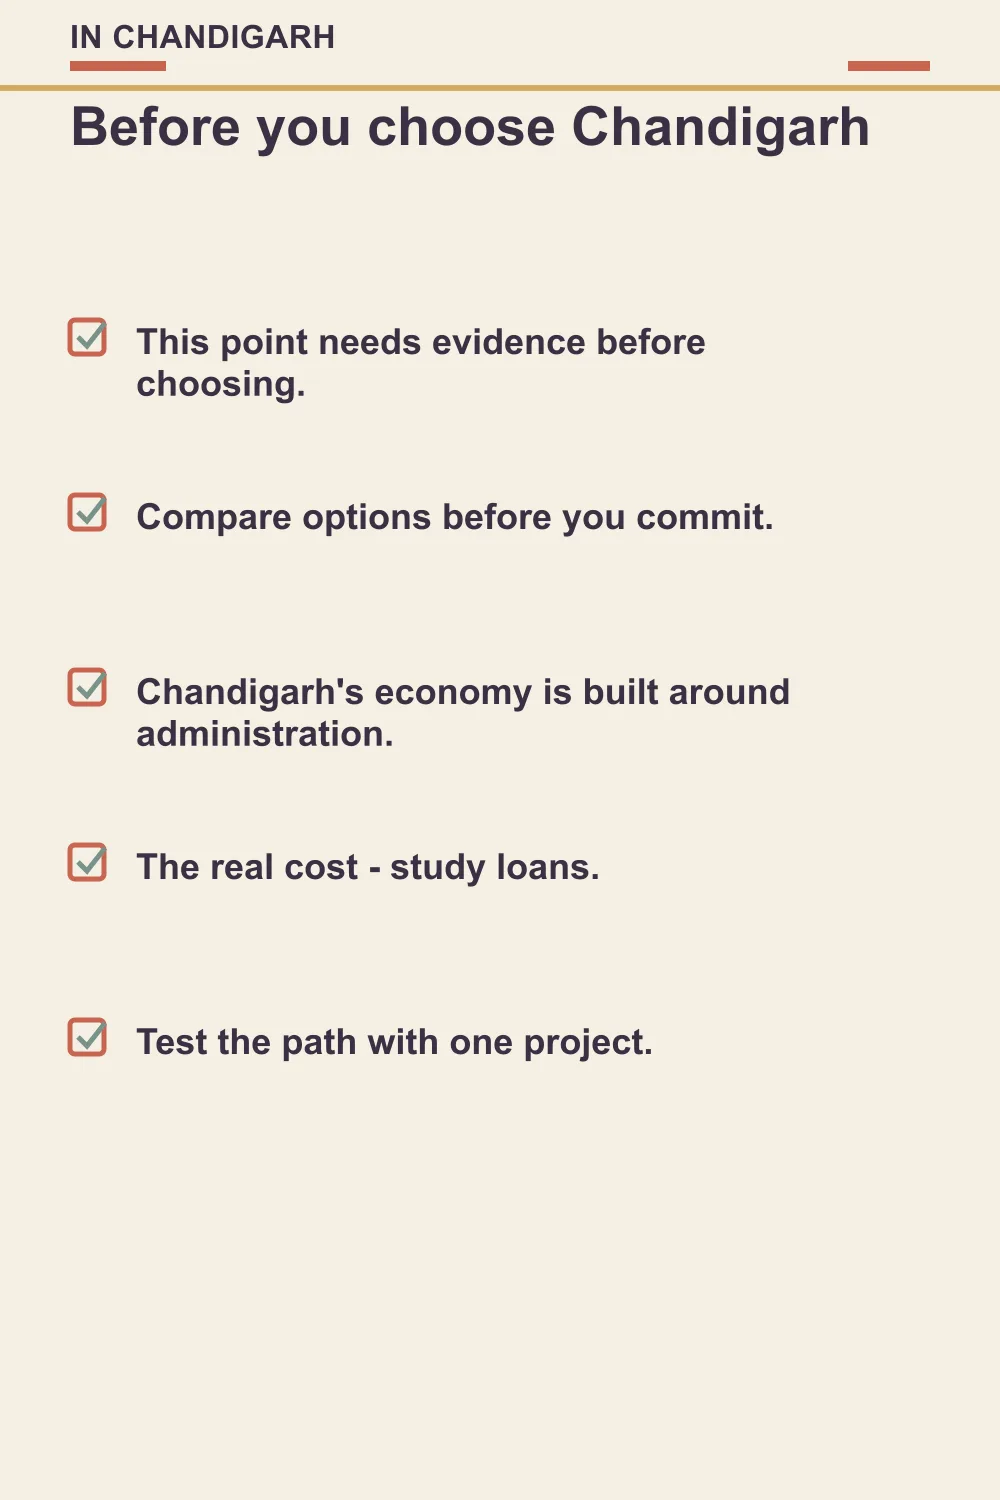 IN CHANDIGARH
Before you choose Chandigarh
This point needs evidence before
choosing.
Compare options before you commit.
Chandigarh's economy is built around
administration.
The real cost - study loans.
Test the path with one project.